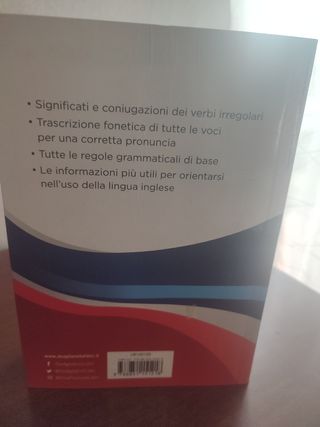 • Significati e coniugazioni dei verbi irregolari
• Trascrizione fonetica di tutte le voci
per una corretta pronuncia
• Tutte le regole grammaticali di base
• Le informazioni più utili per orientarsi
nell'uso della lingua inglese